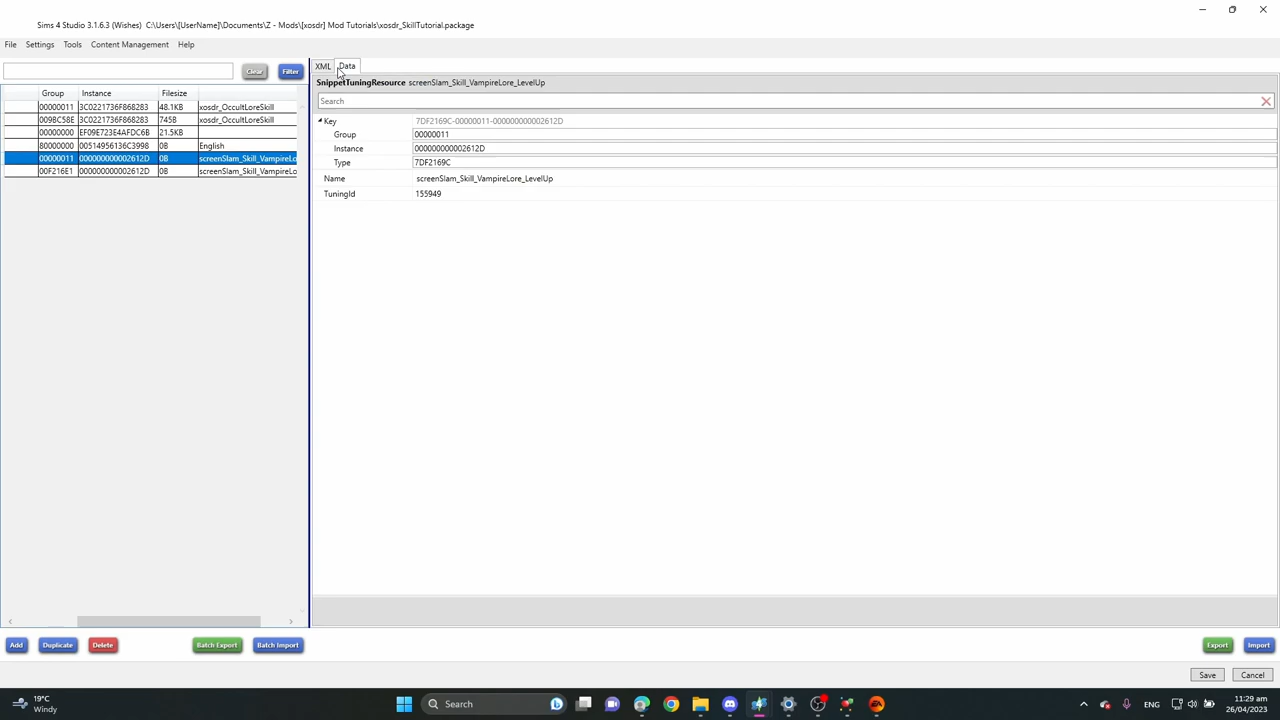 Sims 4 Studio 3.1.6.3 (Wishes) C:\Users\[UserName]\Documents\Z - Mods\[xosdr] Mod Tutorials\xosdr_SkillTutorial.package
File Settings Tools Content Management Help
Clear Filter
XML Data
SnippetTuningResource screenSlam_Skill_VampireLore_LevelUp
Search
Group Instance Filesize
00000011 3C0221736F868283 48.1KB xosdr_OccultLoreSkill
009BC58E 3C0221736F868283 745B xosdr_OccultLoreSkill
00000000 EF09E723E4AFDC6B 21.5KB
80000000 00514956136C3998 0B English
00000011 000000000002612D 0B screenSlam_Skill_VampireLo
00F216E1 000000000002612D 0B screenSlam_Skill_VampireLo
Key 7DF2169C-00000011-000000000002612D
Group 00000011
Instance 000000000002612D
Type 7DF2169C
Name screenSlam_Skill_VampireLore_LevelUp
TuningId 155949
Add Duplicate Delete Batch Export Batch Import Export Import
Save Cancel
19°C
Windy
Search
ENG
11:29 am
26/04/2023